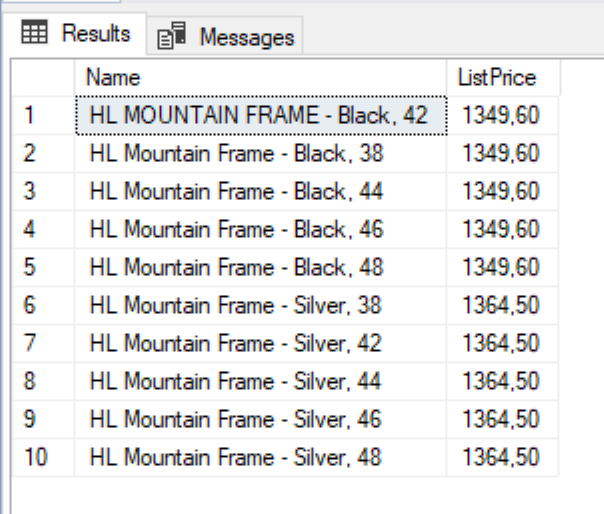 Results Messages
Name ListPrice
1 HL MOUNTAIN FRAME - Black, 42 1349,60
2 HL Mountain Frame - Black, 38 1349,60
3 HL Mountain Frame - Black, 44 1349,60
4 HL Mountain Frame - Black, 46 1349,60
5 HL Mountain Frame - Black, 48 1349,60
6 HL Mountain Frame - Silver, 38 1364,50
7 HL Mountain Frame - Silver, 42 1364,50
8 HL Mountain Frame - Silver, 44 1364,50
9 HL Mountain Frame - Silver, 46 1364,50
10 HL Mountain Frame - Silver, 48 1364,50